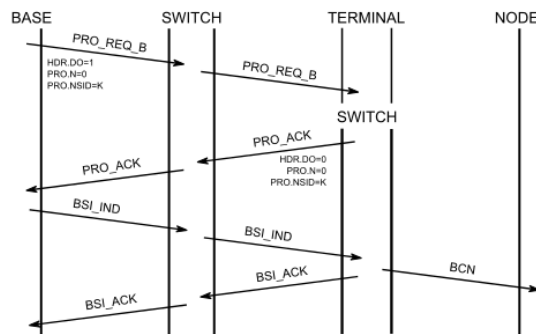 BASE SWITCH TERMINAL NODE
PRO_REQ_B
HDR.DO=1
PRO.N=0
PRO.NSID=K
PRO_REQ_B
SWITCH
PRO_ACK
HDR.DO=0
PRO.N=0
PRO.NSID=K
PRO_ACK
BSI_IND
BSI_IND
BSI_ACK
BCN
BSI_ACK